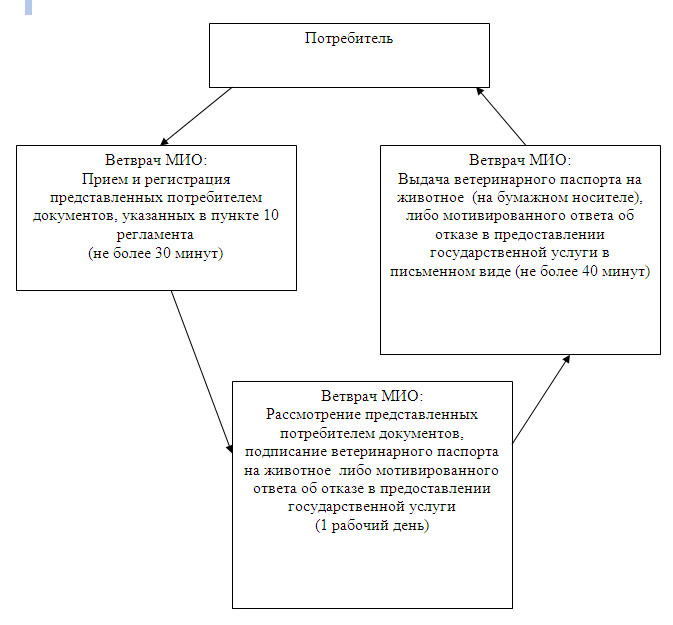 Потребитель
Ветврач МИО:
Прием и регистрация
представленных потребителем
документов, указанных в пункте 10
регламента
(не более 30 минут)
Ветврач МИО:
Выдача ветеринарного паспорта на
животное  (на бумажном носителе),
либо мотивированного ответа об
отказе в предоставлении
государственной услуги в
письменном виде (не более 40 минут)
Ветврач МИО:
Рассмотрение представленных
потребителем документов,
подписание ветеринарного паспорта
на животное  либо мотивированного
ответа об отказе в предоставлении
государственной услуги
(1 рабочий день)